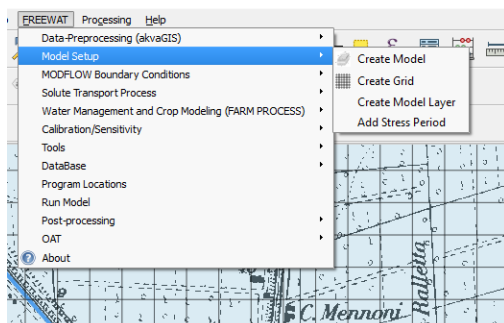 FREEWAT Processing Help
Data-Preprocessing (akvaGIS)
Model Setup
MODFLOW Boundary Conditions
Solute Transport Process
Water Management and Crop Modeling (FARM PROCESS)
Calibration/Sensitivity
Tools
DataBase
Program Locations
Run Model
Post-processing
OAT
About
Create Model
Create Grid
Create Model Layer
Add Stress Period
Ralletta
C. Mennoni